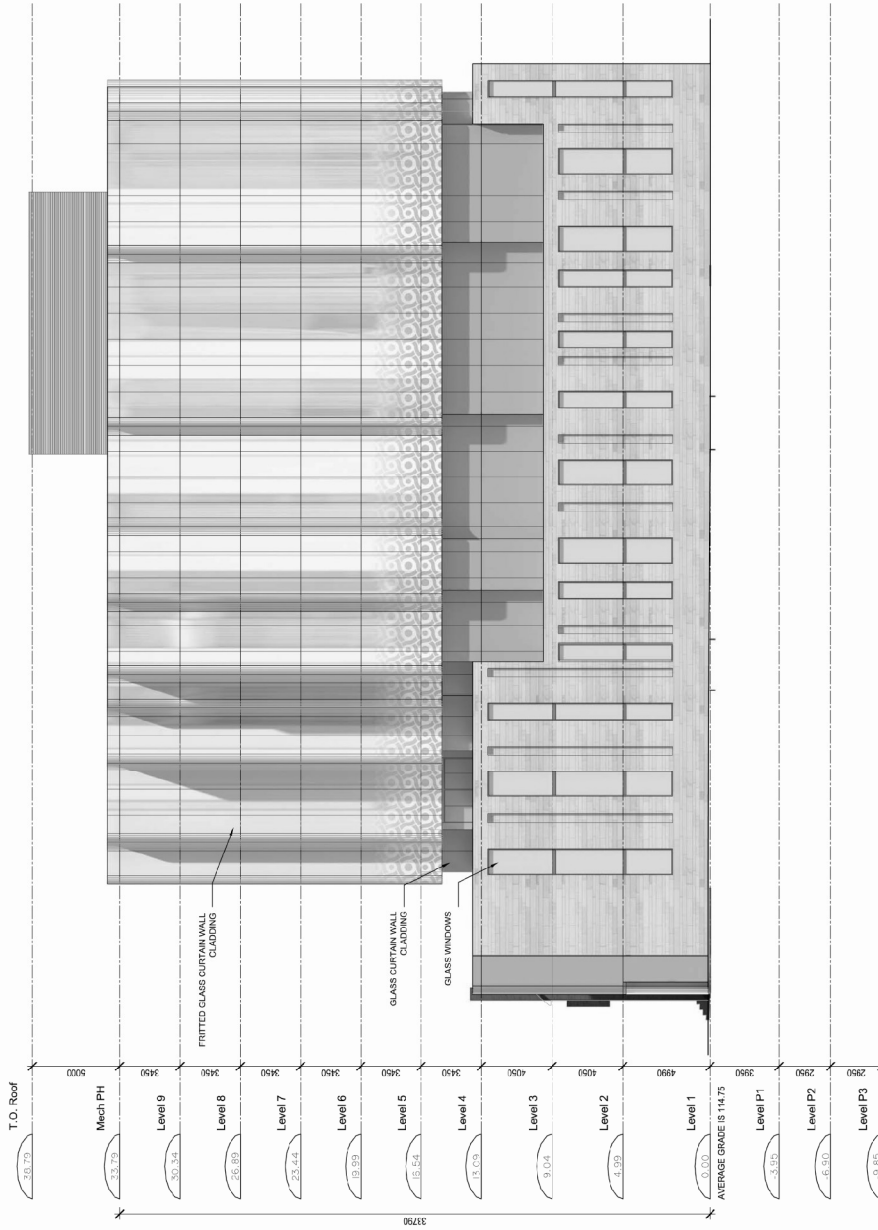 T.O. Roof
38.79
5000
Mech PH
33.79
3450
Level 9
30.34
3450
Level 8
26.89
3450
Level 7
23.44
3450
Level 6
19.99
3450
Level 5
16.54
3450
Level 4
13.09
4050
Level 3
9.04
4050
Level 2
4.99
4990
Level 1
0.00
AVERAGE GRADE IS 114.75
3950
Level P1
-3.95
2950
Level P2
-6.90
2950
Level P3
33790
FRITTED GLASS CURTAIN WALL
CLADDING
GLASS CURTAIN WALL
CLADDING
GLASS WINDOWS